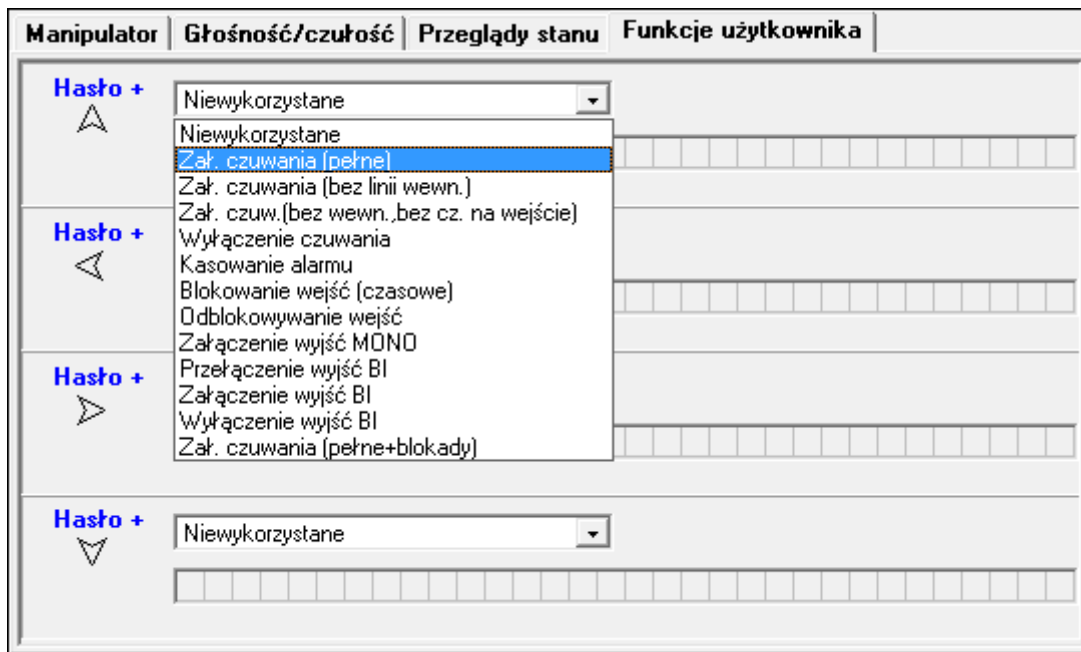 Manipulator Głośność/czułość Przeglądy stanu Funkcje użytkownika
Hasło +
Niewykorzystane
Niewykorzystane
Zał. czuwania (pełne)
Zał. czuwania (bez linii wewn.)
Zał. czuw.(bez wewn.,bez cz. na wejście)
Wyłączenie czuwania
Kasowanie alarmu
Blokowanie wejść (czasowe)
Odblokowywanie wejść
Załączenie wyjść MONO
Przełączenie wyjść BI
Załączenie wyjść BI
Wyłączenie wyjść BI
Zał. czuwania (pełne+blokady)
Hasło +
Hasło +
Hasło +
Niewykorzystane